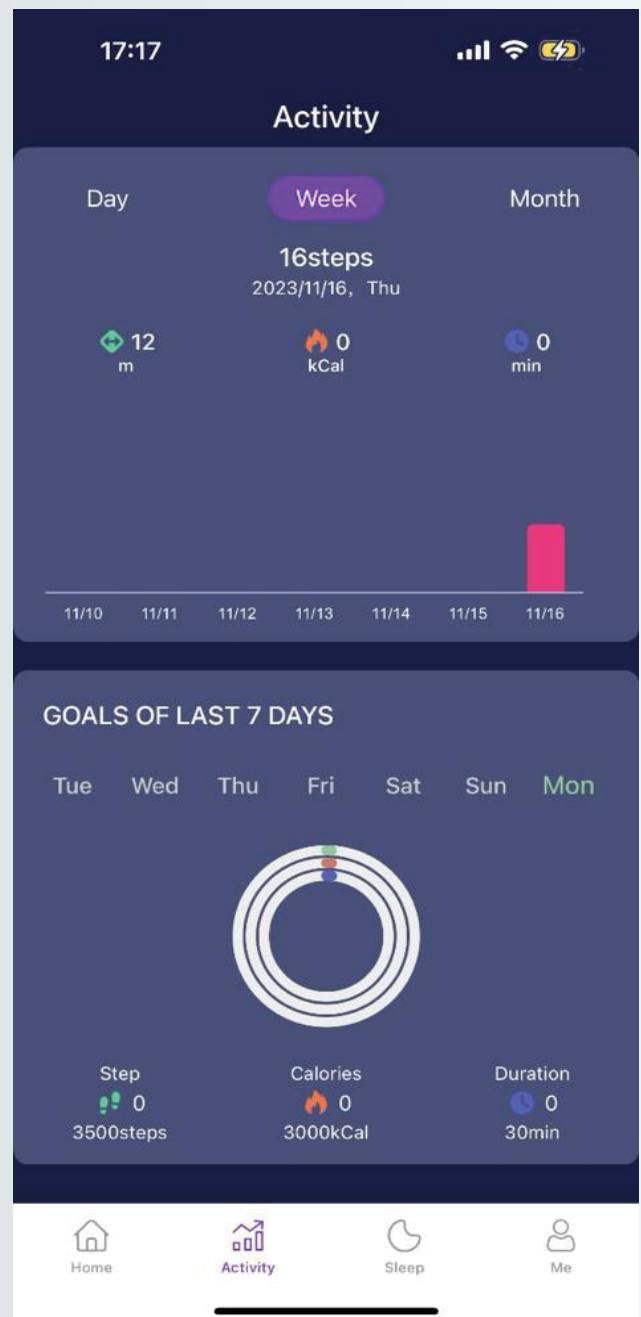 17:17
Activity
Day Week Month
16steps
2023/11/16, Thu
12 0 0
m kCal min
11/10 11/11 11/12 11/13 11/14 11/15 11/16
GOALS OF LAST 7 DAYS
Tue Wed Thu Fri Sat Sun Mon
Step Calories Duration
0 0 0
3500steps 3000kCal 30min
Home Activity Sleep Me